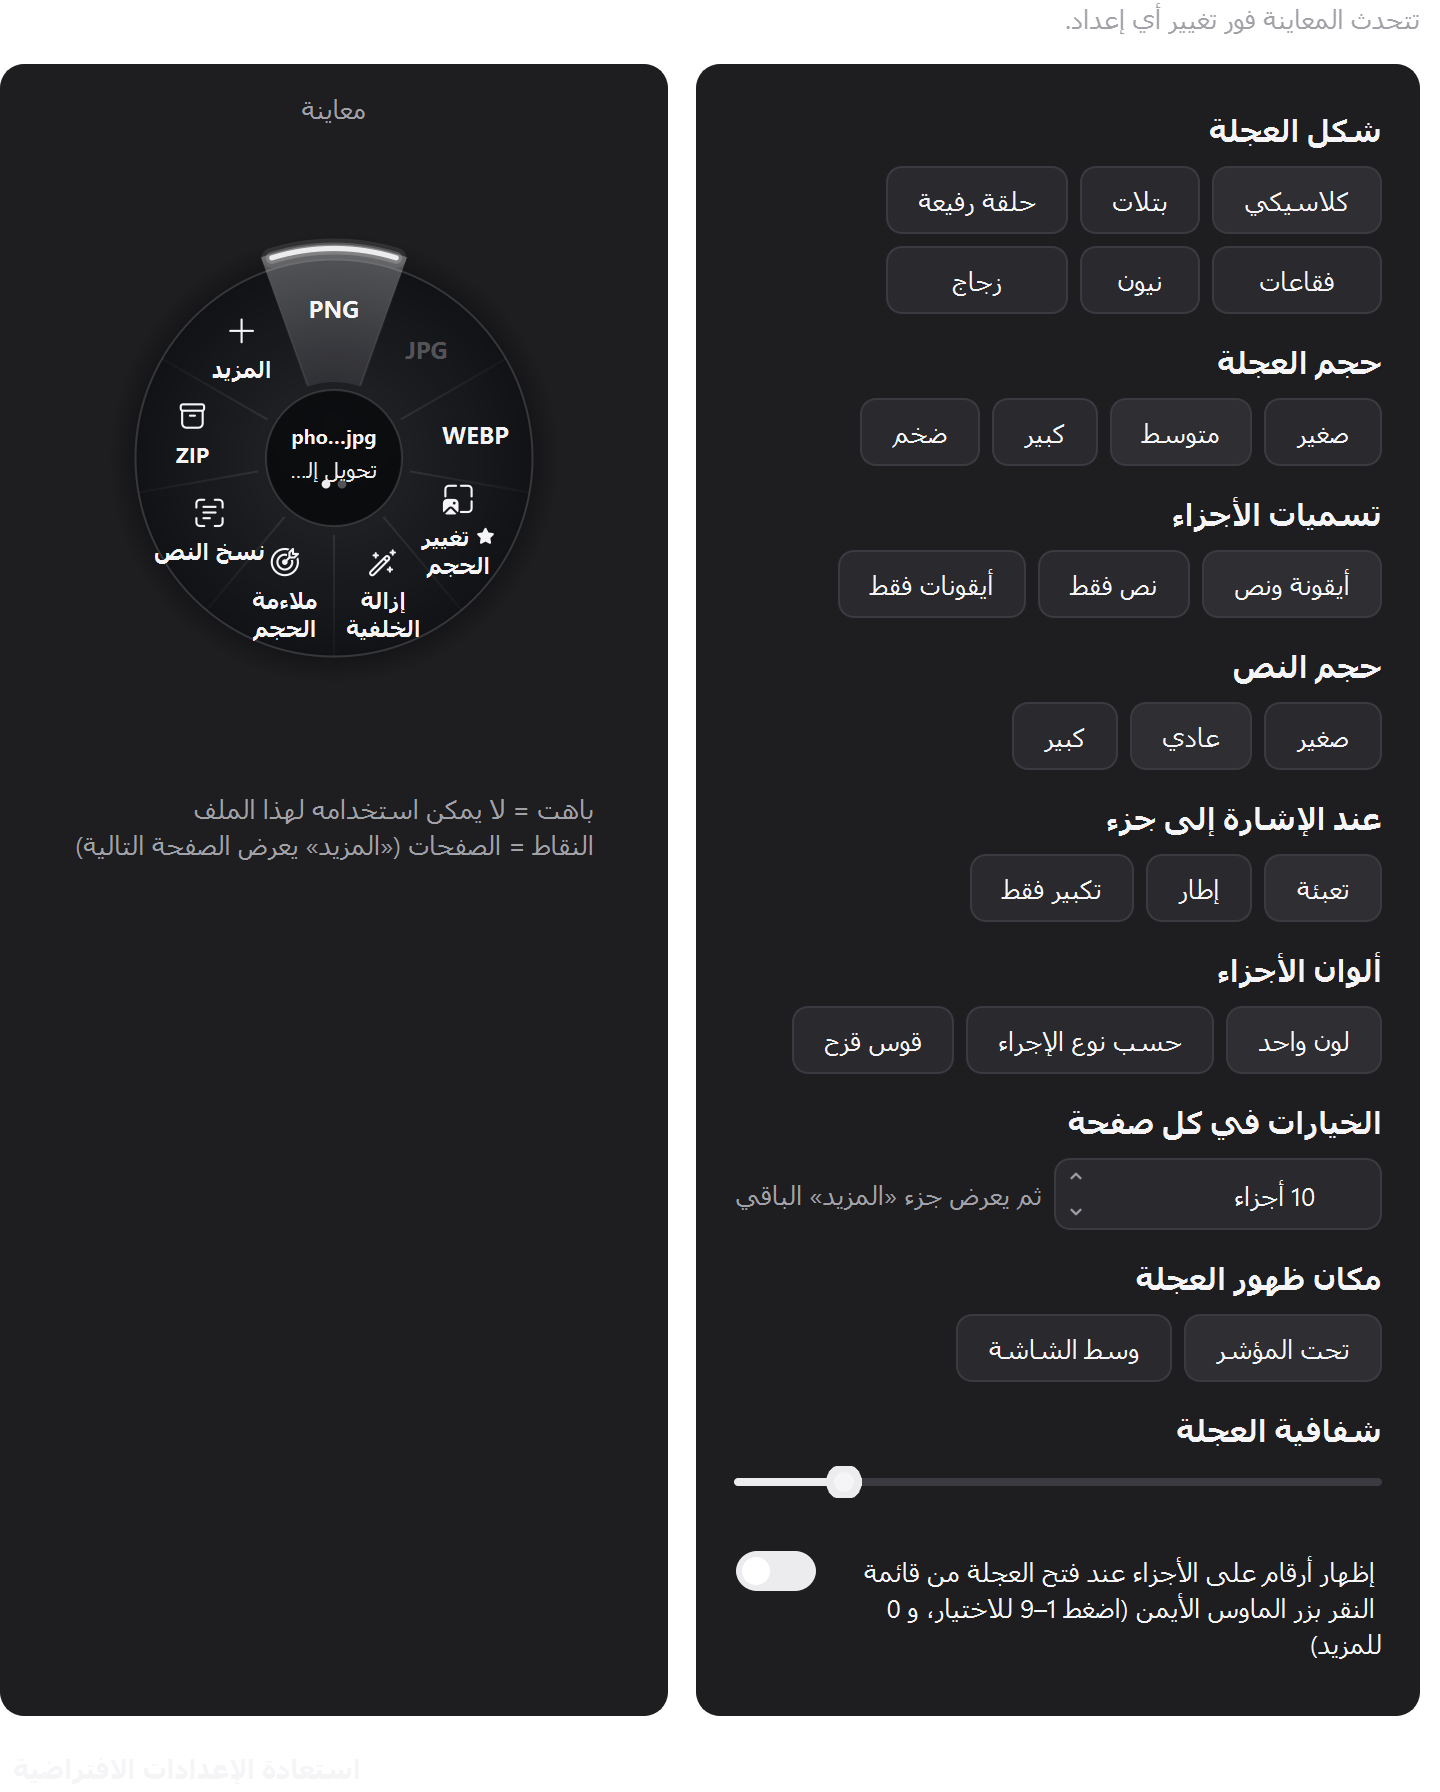 تتحدث المعاينة فور تغيير أي إعداد.
شكل العجلة
كلاسيكي
بتلات
حلقة رفيعة
فقاعات
نيون
زجاج
حجم العجلة
صغير
متوسط
كبير
ضخم
تسميات الأجزاء
أيقونة ونص
نص فقط
أيقونات فقط
حجم النص
صغير
عادي
كبير
عند الإشارة إلى جزء
تعبئة
إطار
تكبير فقط
ألوان الأجزاء
لون واحد
حسب نوع الإجراء
قوس قزح
الخيارات في كل صفحة
10 أجزاء
ثم يعرض جزء «المزيد» الباقي
مكان ظهور العجلة
تحت المؤشر
وسط الشاشة
شفافية العجلة
إظهار أرقام على الأجزاء عند فتح العجلة من قائمة
النقر بزر الماوس الأيمن (اضغط 1–9 للاختيار، و 0
للمزيد)
معاينة
PNG
JPG
WEBP
تغيير
الحجم
إزالة
الخلفية
ملاءمة
الحجم
نسخ النص
ZIP
المزيد
pho...jpg
تحويل إلـ...
باهت = لا يمكن استخدامه لهذا الملف
النقاط = الصفحات («المزيد» يعرض الصفحة التالية)
استعادة الإعدادات الافتراضية